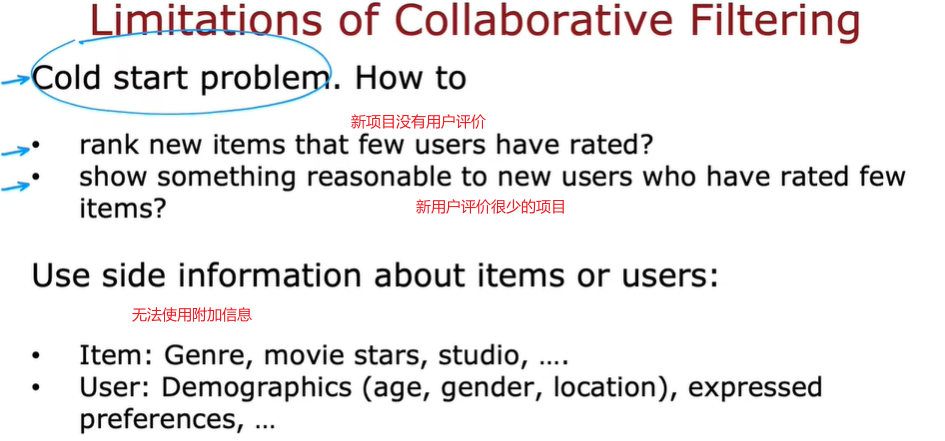 Limitations of Collaborative Filtering
Cold start problem. How to
新项目没有用户评价
• rank new items that few users have rated?
• show something reasonable to new users who have rated few
items?
新用户评价很少的项目
Use side information about items or users:
无法使用附加信息
• Item: Genre, movie stars, studio, ….
• User: Demographics (age, gender, location), expressed
preferences, …